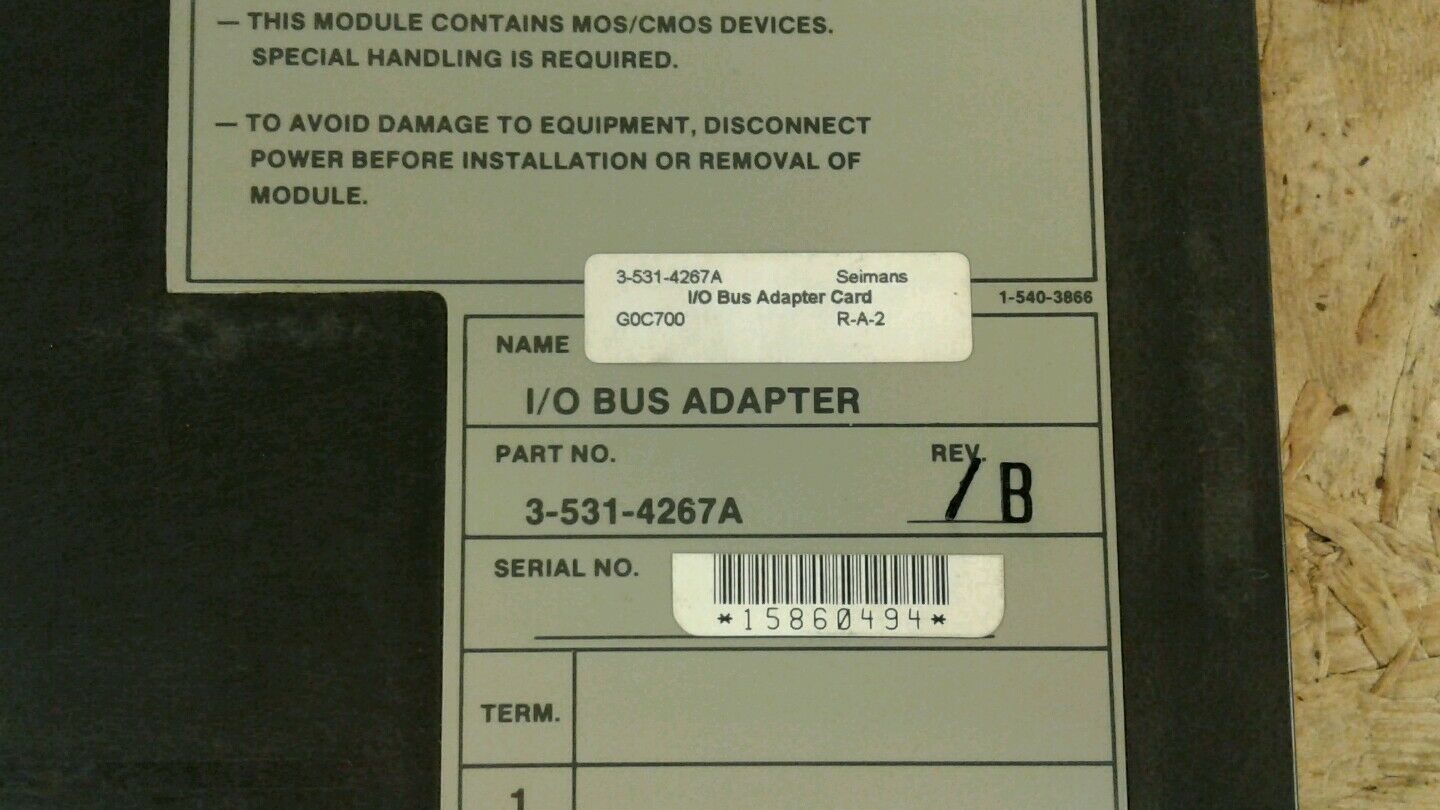 — THIS MODULE CONTAINS MOS/CMOS DEVICES.
SPECIAL HANDLING IS REQUIRED.
— TO AVOID DAMAGE TO EQUIPMENT, DISCONNECT
POWER BEFORE INSTALLATION OR REMOVAL OF
MODULE.
3-531-4267A Seimans
I/O Bus Adapter Card
G0C700 R-A-2
1-540-3866
NAME
I/O BUS ADAPTER
PART NO. REV.
3-531-4267A / B
SERIAL NO.
*15860494*
TERM.
1